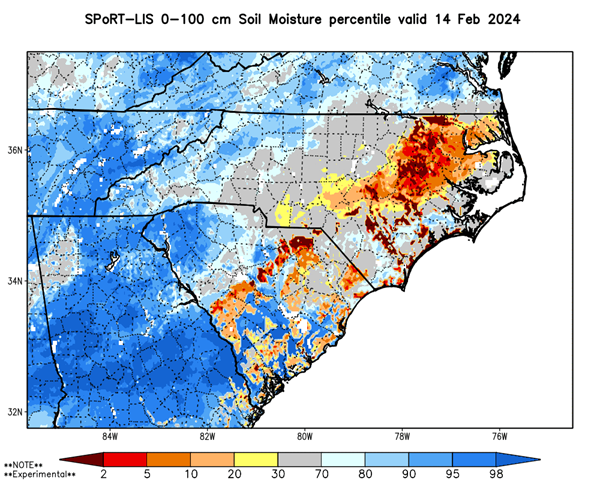 SPoRT-LIS 0-100 cm Soil Moisture percentile valid 14 Feb 2024
36N
34N
32N
84W 82W 80W 78W 76W
**NOTE**
**Experimental**
2 5 10 20 30 70 80 90 95 98